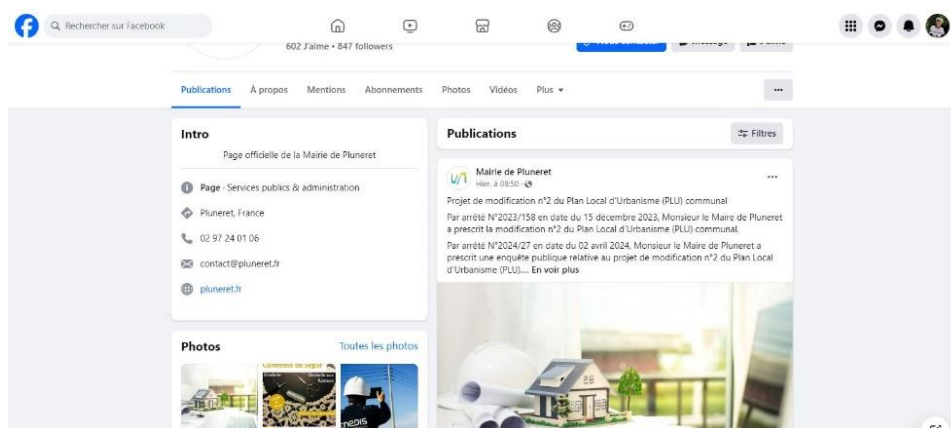 Rechercher sur Facebook
602 J'aime • 847 followers
Publications À propos Mentions Abonnements Photos Vidéos Plus
Intro
Page officielle de la Mairie de Pluneret
Page · Services publics & administration
Pluneret, France
02 97 24 01 06
contact@pluneret.fr
pluneret.fr
Photos
Toutes les photos
Comtesse de Ségur
Publications
Filtres
Mairie de Pluneret
Hier, à 08:50
Projet de modification n°2 du Plan Local d'Urbanisme (PLU) communal
Par arrêté N°2023/158 en date du 15 décembre 2023, Monsieur le Maire de Pluneret
a prescrit la modification n°2 du Plan Local d'Urbanisme (PLU) communal.
Par arrêté N°2024/27 en date du 02 avril 2024, Monsieur le Maire de Pluneret a
prescrit une enquête publique relative au projet de modification n°2 du Plan Local
d'Urbanisme (PLU).... En voir plus